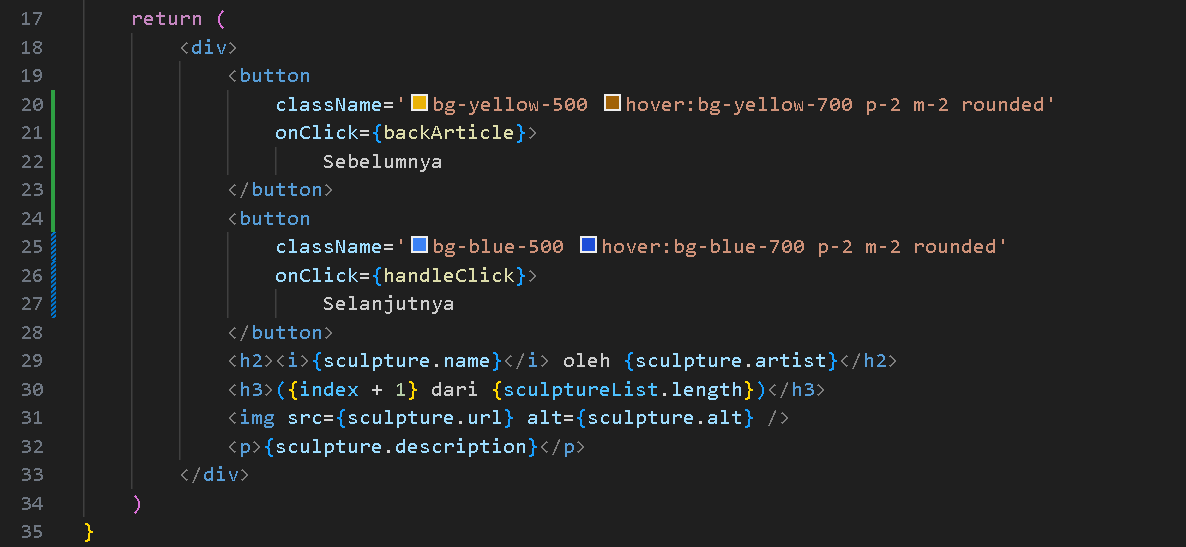 17 return (
18 <div>
19 <button
20 className='bg-yellow-500 hover:bg-yellow-700 p-2 m-2 rounded'
21 onClick={backArticle}>
22 Sebelumnya
23 </button>
24 <button
25 className='bg-blue-500 hover:bg-blue-700 p-2 m-2 rounded'
26 onClick={handleClick}>
27 Selanjutnya
28 </button>
29 <h2><i>{sculpture.name}</i> oleh {sculpture.artist}</h2>
30 <h3>({index + 1} dari {sculptureList.length})</h3>
31 <img src={sculpture.url} alt={sculpture.alt} />
32 <p>{sculpture.description}</p>
33 </div>
34 )
35 }